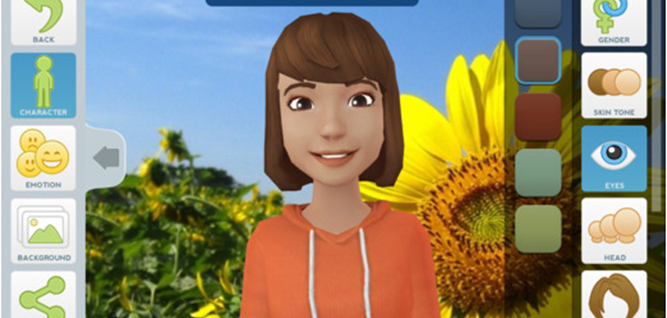 BACK
CHARACTER
EMOTION
BACKGROUND
GENDER
SKIN TONE
EYES
HEAD